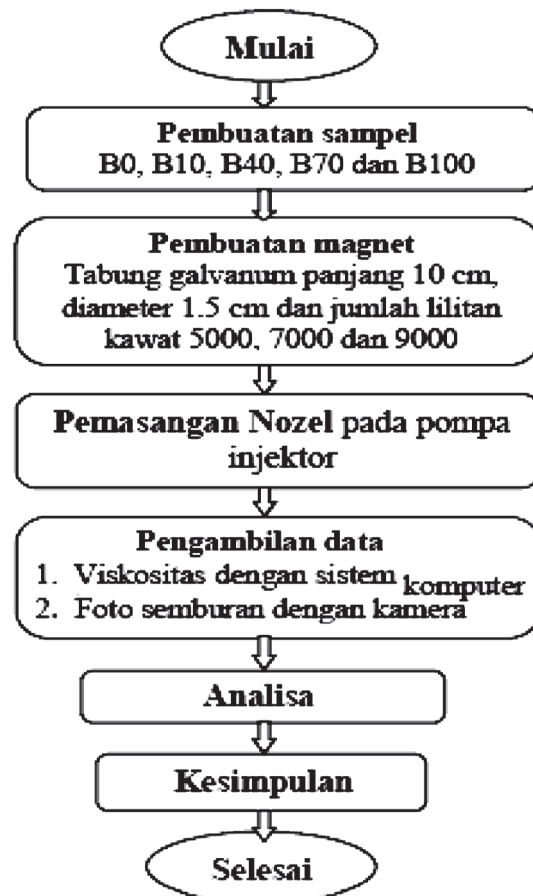 Mulai
Pembuatan sampel
B0, B10, B40, B70 dan B100
Pembuatan magnet
Tabung galvanum panjang 10 cm,
diameter 1.5 cm dan jumlah lilitan
kawat 5000, 7000 dan 9000
Pemasangan Nozel pada pompa
injektor
Pengambilan data
1. Viskositas dengan sistem komputer
2. Foto semburan dengan kamera
Analisa
Kesimpulan
Selesai